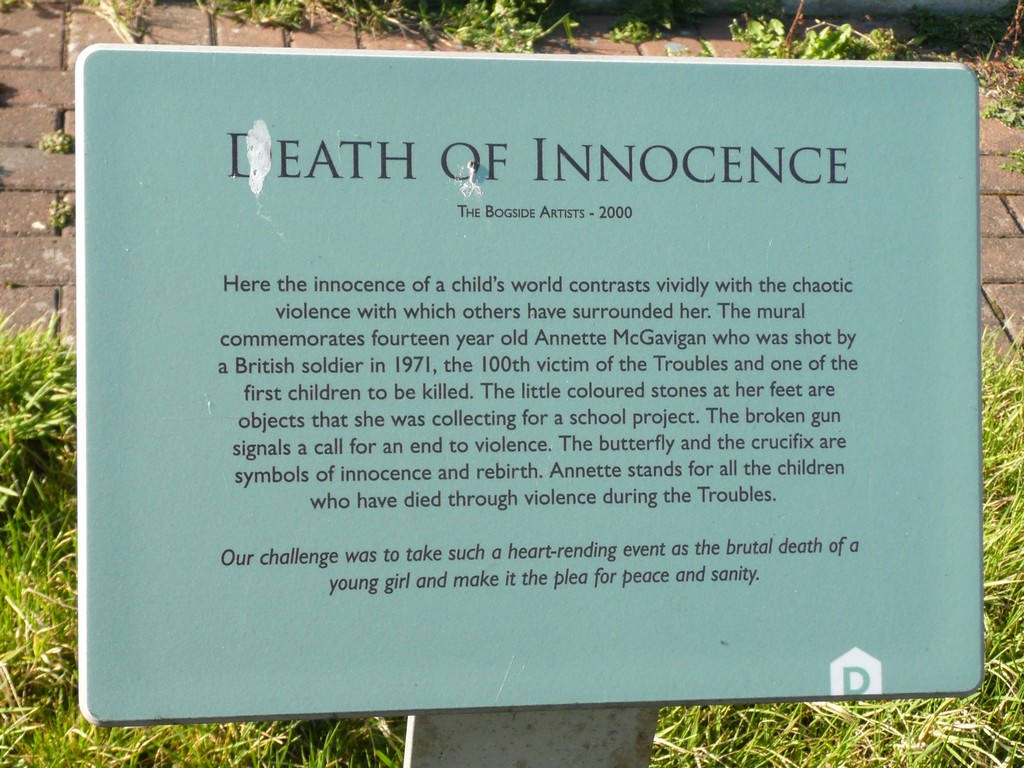 Death of Innocence
The Bogside Artists - 2000
Here the innocence of a child's world contrasts vividly with the chaotic
violence with which others have surrounded her. The mural
commemorates fourteen year old Annette McGavigan who was shot by
a British soldier in 1971, the 100th victim of the Troubles and one of the
first children to be killed. The little coloured stones at her feet are
objects that she was collecting for a school project. The broken gun
signals a call for an end to violence. The butterfly and the crucifix are
symbols of innocence and rebirth. Annette stands for all the children
who have died through violence during the Troubles.
Our challenge was to take such a heart-rending event as the brutal death of a
young girl and make it the plea for peace and sanity.
D